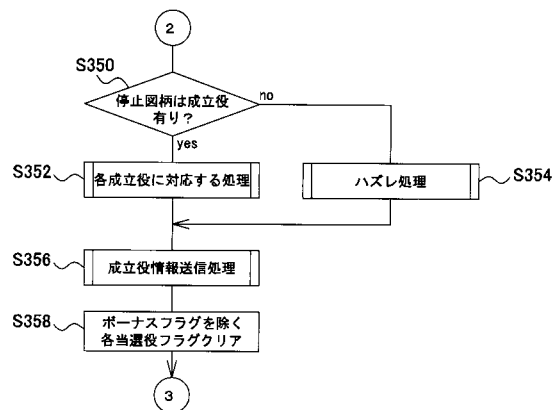 2
S350
停止図柄は成立役
有り？
no
yes
S352
各成立役に対応する処理
ハズレ処理
S354
S356
成立役情報送信処理
S358
ボーナスフラグを除く
各当選役フラグクリア
3